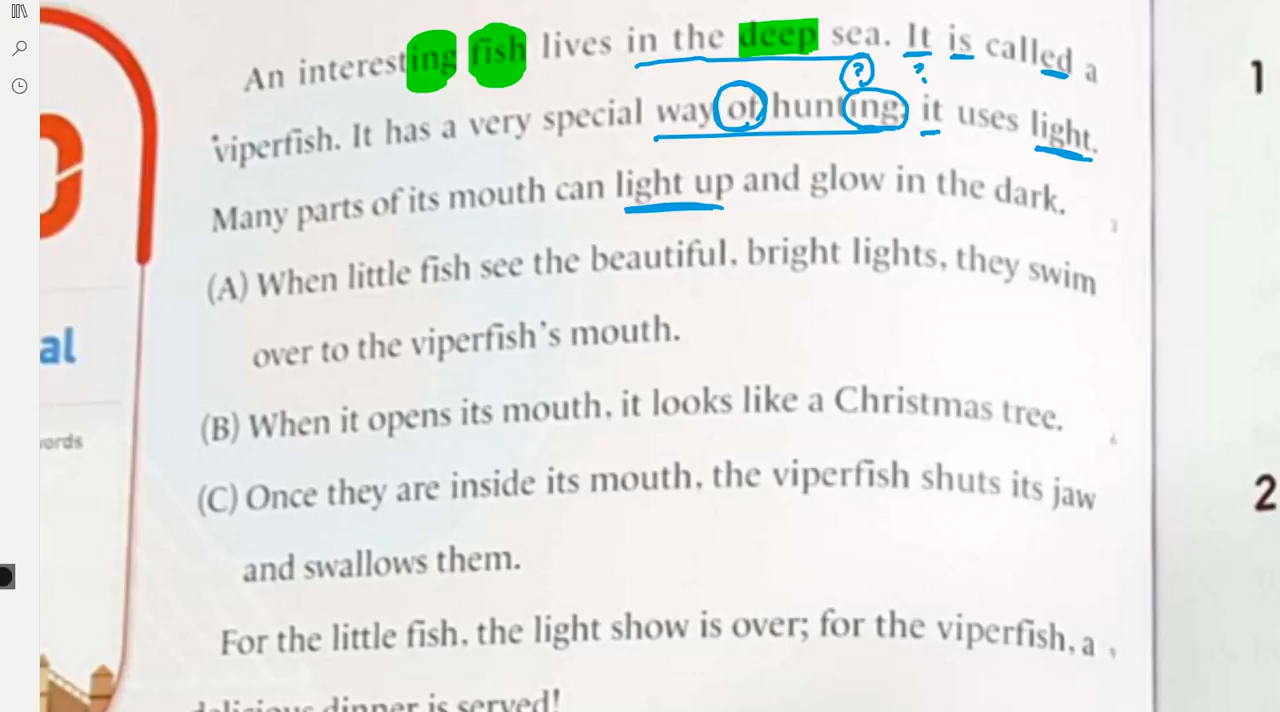 An interesting fish lives in the deep sea. It is called a
viperfish. It has a very special way of hunting; it uses light.
Many parts of its mouth can light up and glow in the dark.
(A) When little fish see the beautiful, bright lights, they swim
over to the viperfish's mouth.
(B) When it opens its mouth, it looks like a Christmas tree.
(C) Once they are inside its mouth, the viperfish shuts its jaw
and swallows them.
For the little fish, the light show is over; for the viperfish, a
delicious dinner is served!
?
?
al
ords
1
2